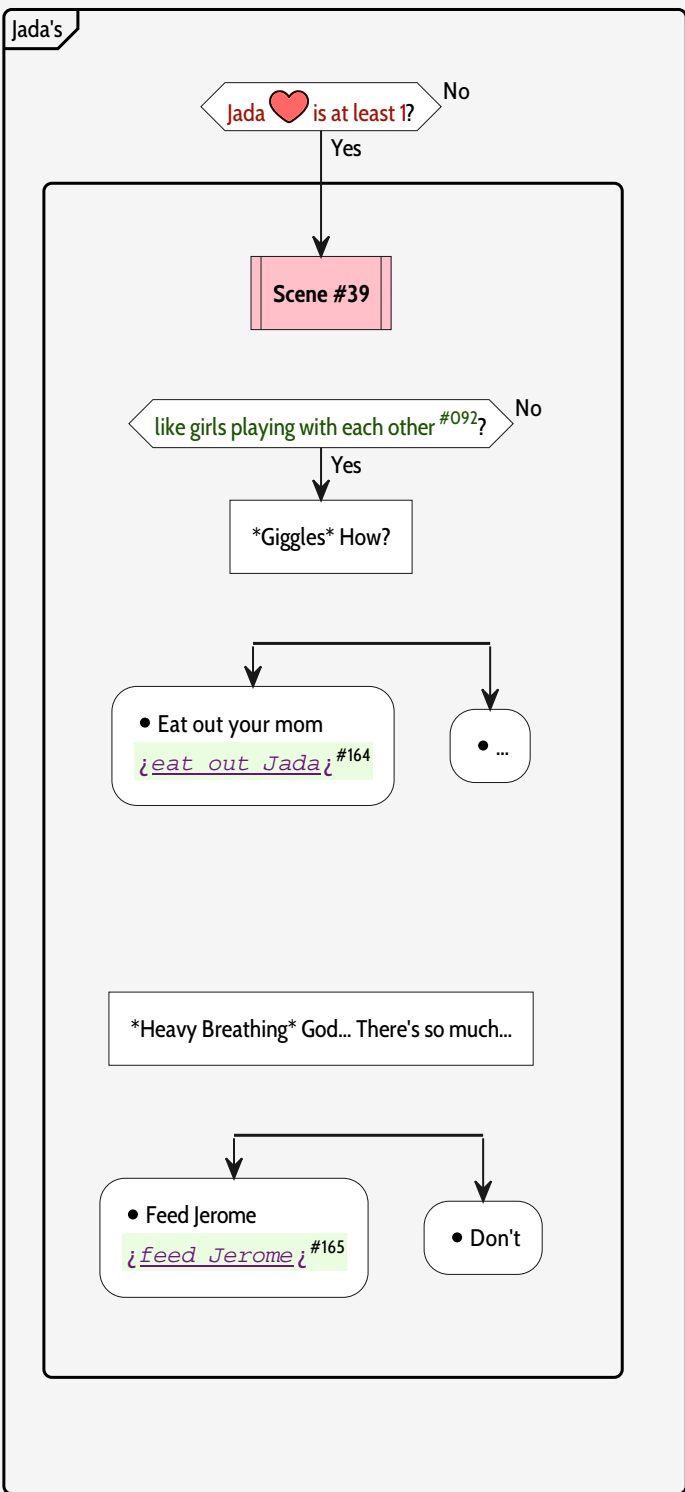 Jada's
Jada ❤ is at least 1?
No
Yes
Scene #39
like girls playing with each other #092?
No
Yes
*Giggles* How?
• Eat out your mom
¿eat out Jada¿ #164
• ...
*Heavy Breathing* God... There's so much...
• Feed Jerome
¿feed Jerome¿ #165
• Don't